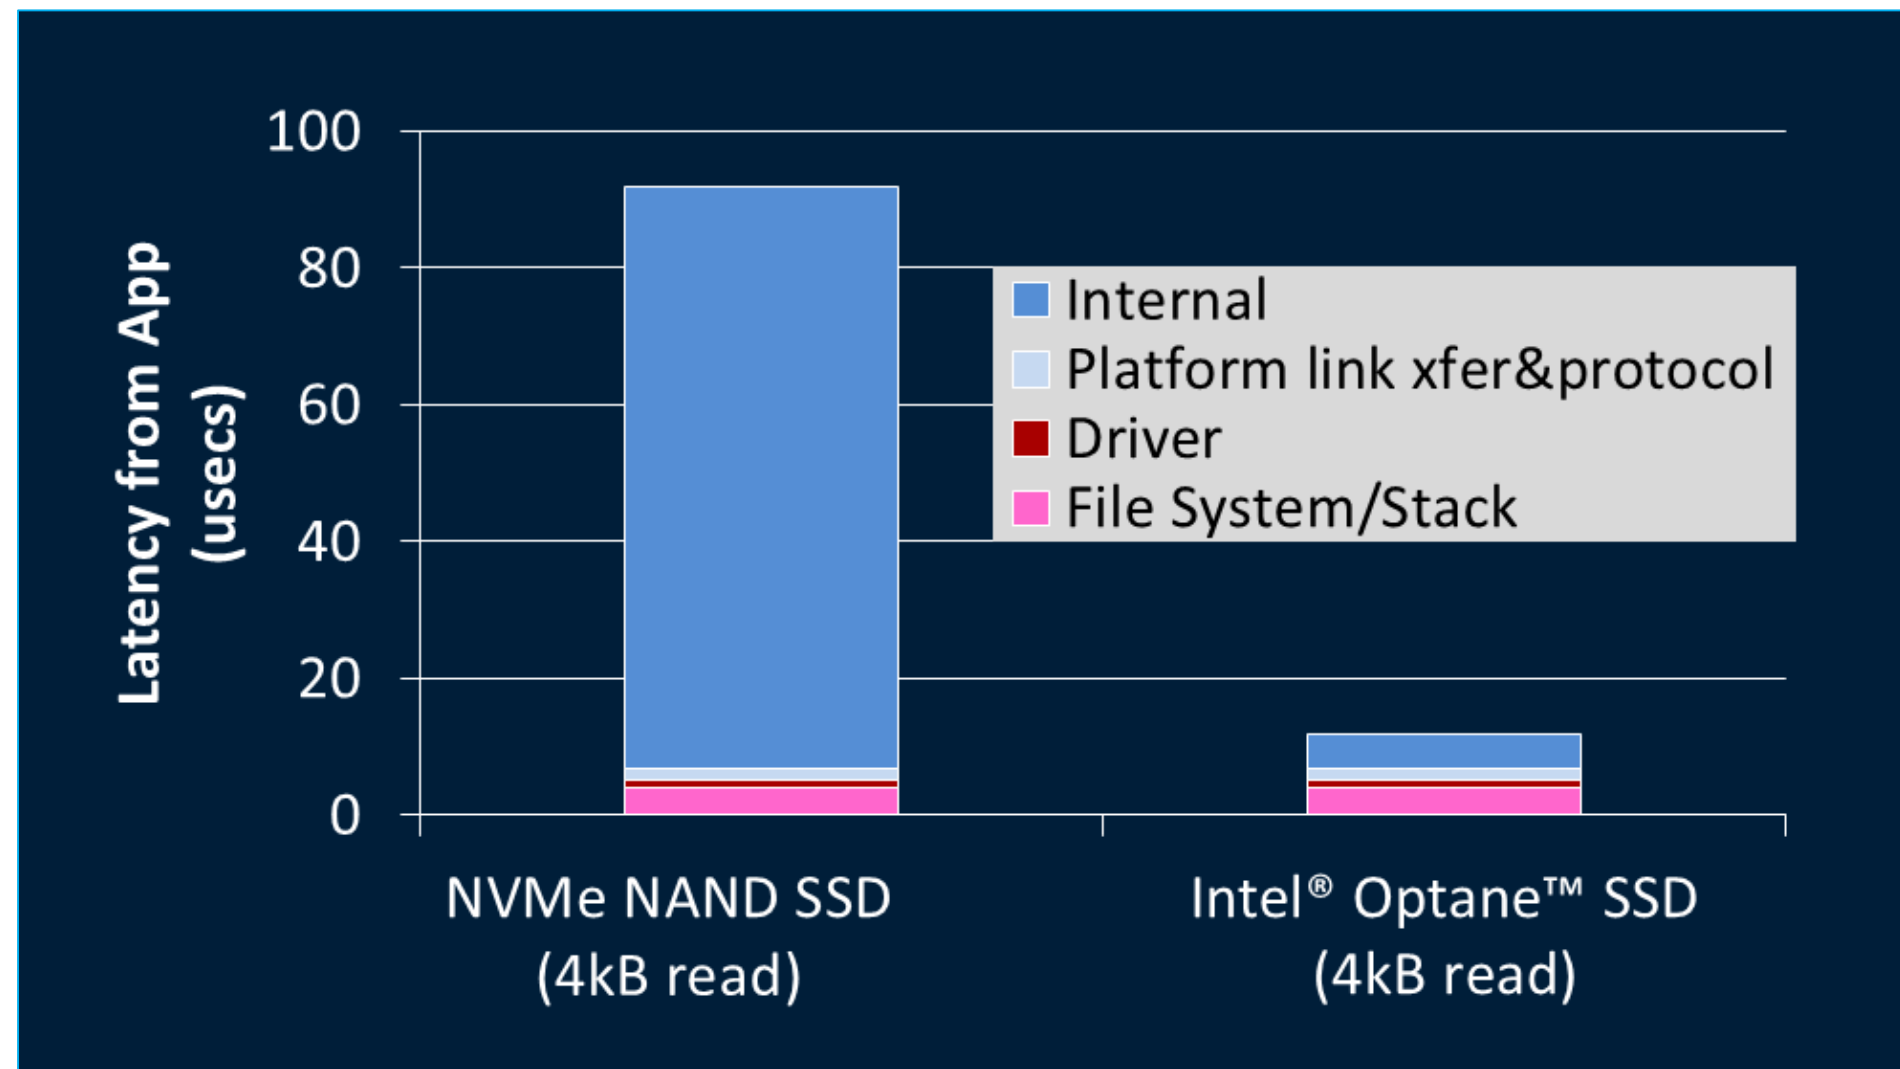 Latency from App
(usecs)
100
80
60
40
20
0
Internal
Platform link xfer&protocol
Driver
File System/Stack
NVMe NAND SSD
(4kB read)
Intel® Optane™ SSD
(4kB read)